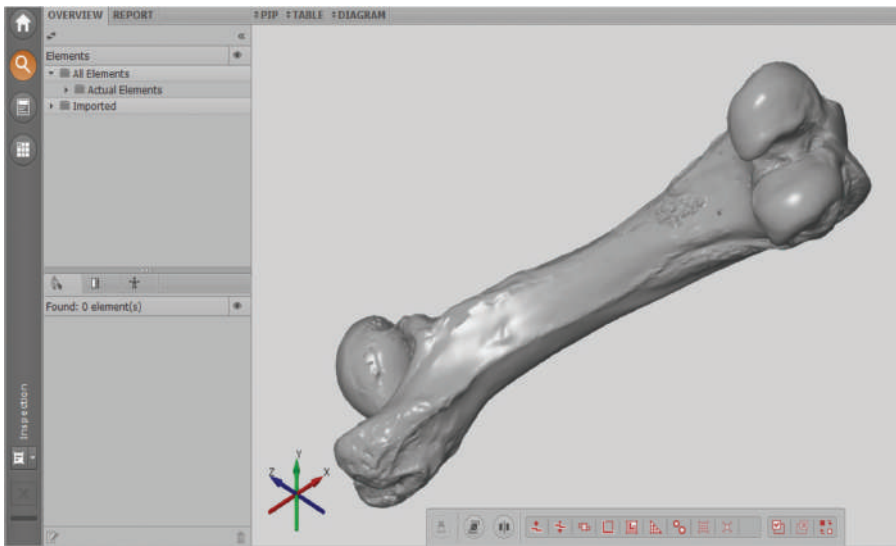 OVERVIEW REPORT
PIP TABLE DIAGRAM
Elements
All Elements
Actual Elements
Imported
Found: 0 element(s)
Inspection
Y
Z
X